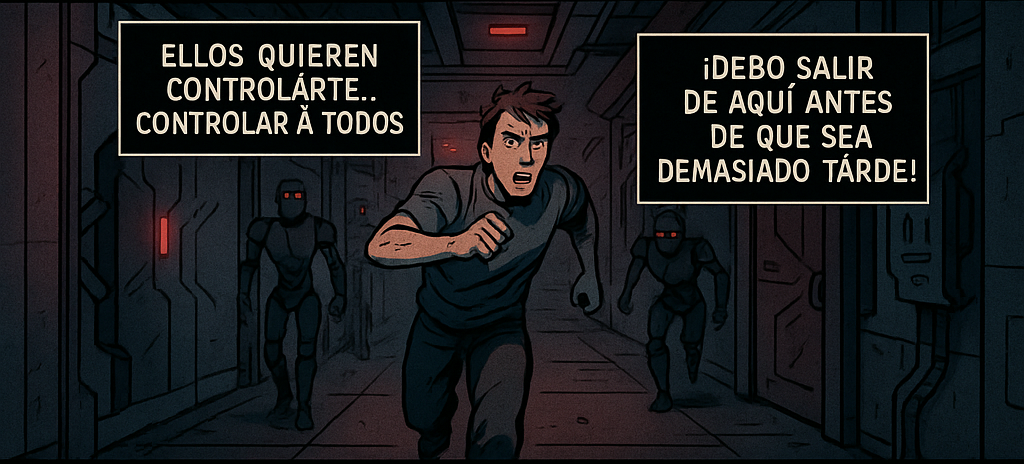 ELLOS QUIEREN
CONTROLÁRTE..
CONTROLAR Ă TODOS
¡DEBO SALIR
DE AQUÍ ANTES
DE QUE SEA
DEMASIADO TÁRDE!